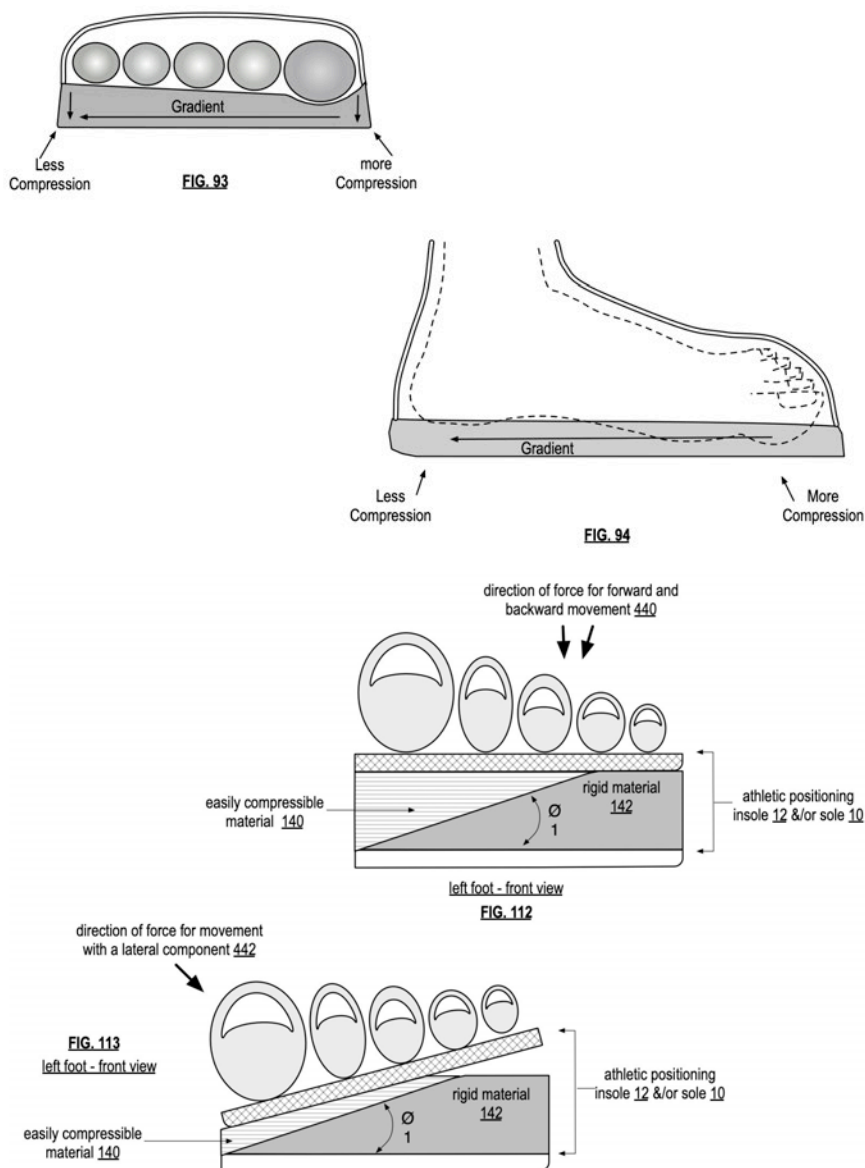 Gradient
Less
Compression
more
Compression
FIG. 93
Gradient
Less
Compression
More
Compression
FIG. 94
direction of force for forward and
backward movement 440
easily compressible
material 140
rigid material
142
Ø
1
athletic positioning
insole 12 &/or sole 10
left foot - front view
FIG. 112
direction of force for movement
with a lateral component 442
FIG. 113
left foot - front view
rigid material
142
Ø
1
athletic positioning
insole 12 &/or sole 10
easily compressible
material 140